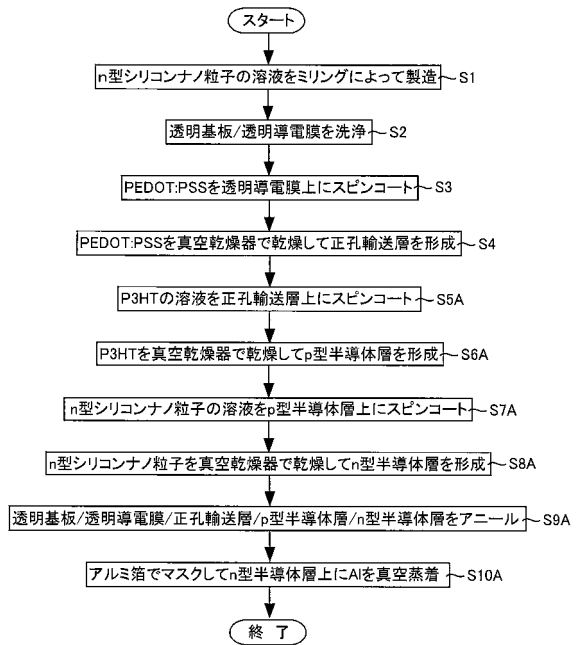 スタート
n型シリコンナノ粒子の溶液をミリングによって製造 S1
透明基板/透明導電膜を洗浄 S2
PEDOT:PSSを透明導電膜上にスピンコート S3
PEDOT:PSSを真空乾燥器で乾燥して正孔輸送層を形成 S4
P3HTの溶液を正孔輸送層上にスピンコート S5A
P3HTを真空乾燥器で乾燥してp型半導体層を形成 S6A
n型シリコンナノ粒子の溶液をp型半導体層上にスピンコート S7A
n型シリコンナノ粒子を真空乾燥器で乾燥してn型半導体層を形成 S8A
透明基板/透明導電膜/正孔輸送層/p型半導体層/n型半導体層をアニール S9A
アルミ箔でマスクしてn型半導体層上にAlを真空蒸着 S10A
終 了